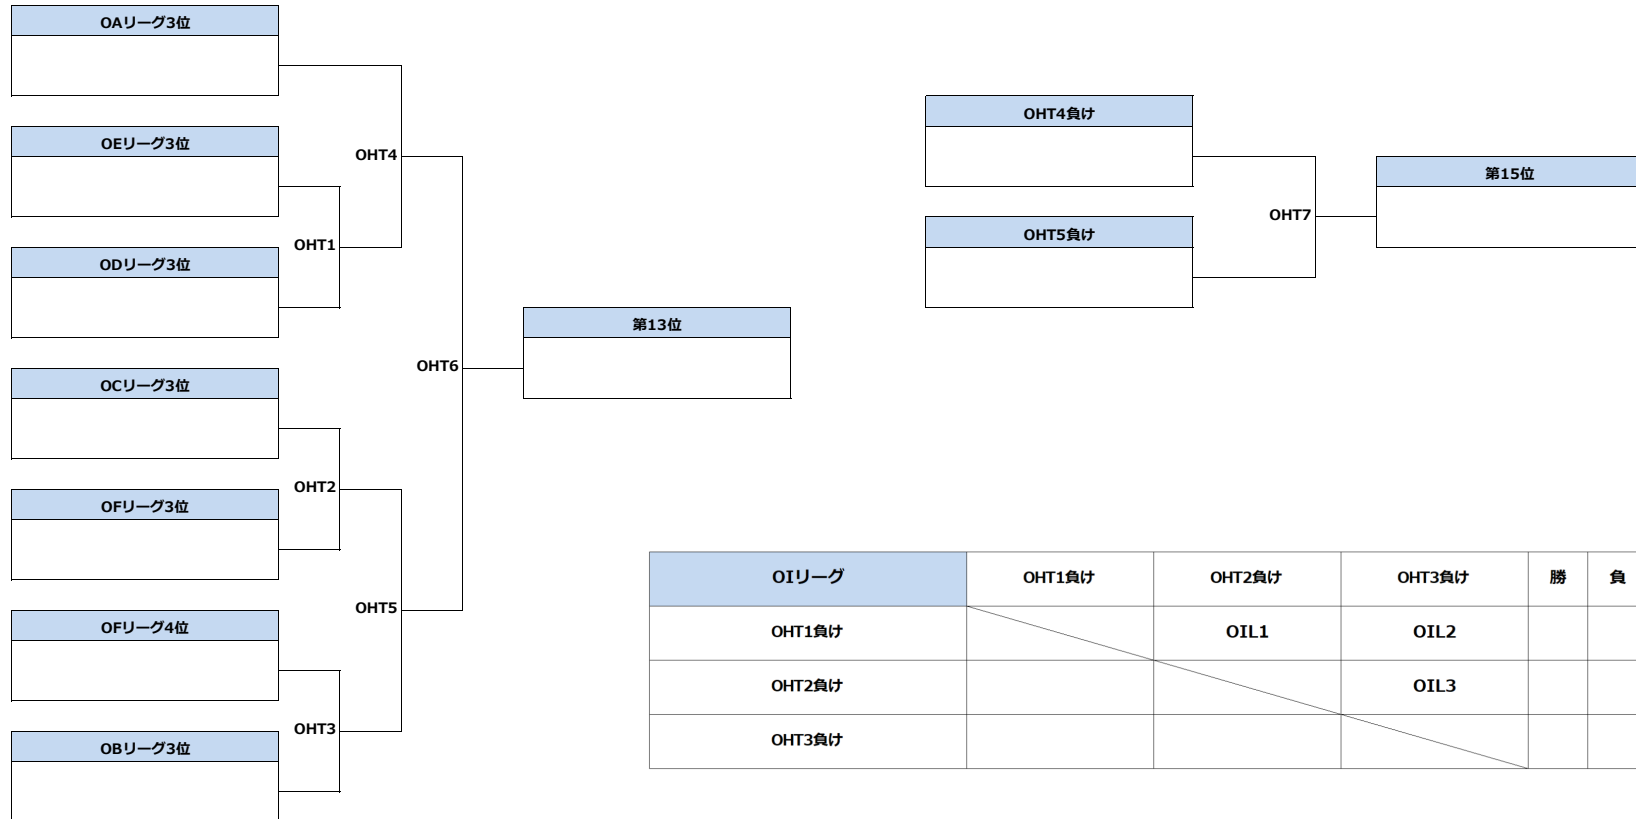 OAリーグ3位
OEリーグ3位
OHT4
OHT1
ODリーグ3位
第13位
OHT6
OCリーグ3位
OHT2
OFリーグ3位
OHT5
OFリーグ4位
OHT3
OBリーグ3位
OHT4負け
第15位
OHT7
OHT5負け
OIリーグ OHT1負け OHT2負け OHT3負け 勝 負
OHT1負け OIL1 OIL2
OHT2負け OIL3
OHT3負け